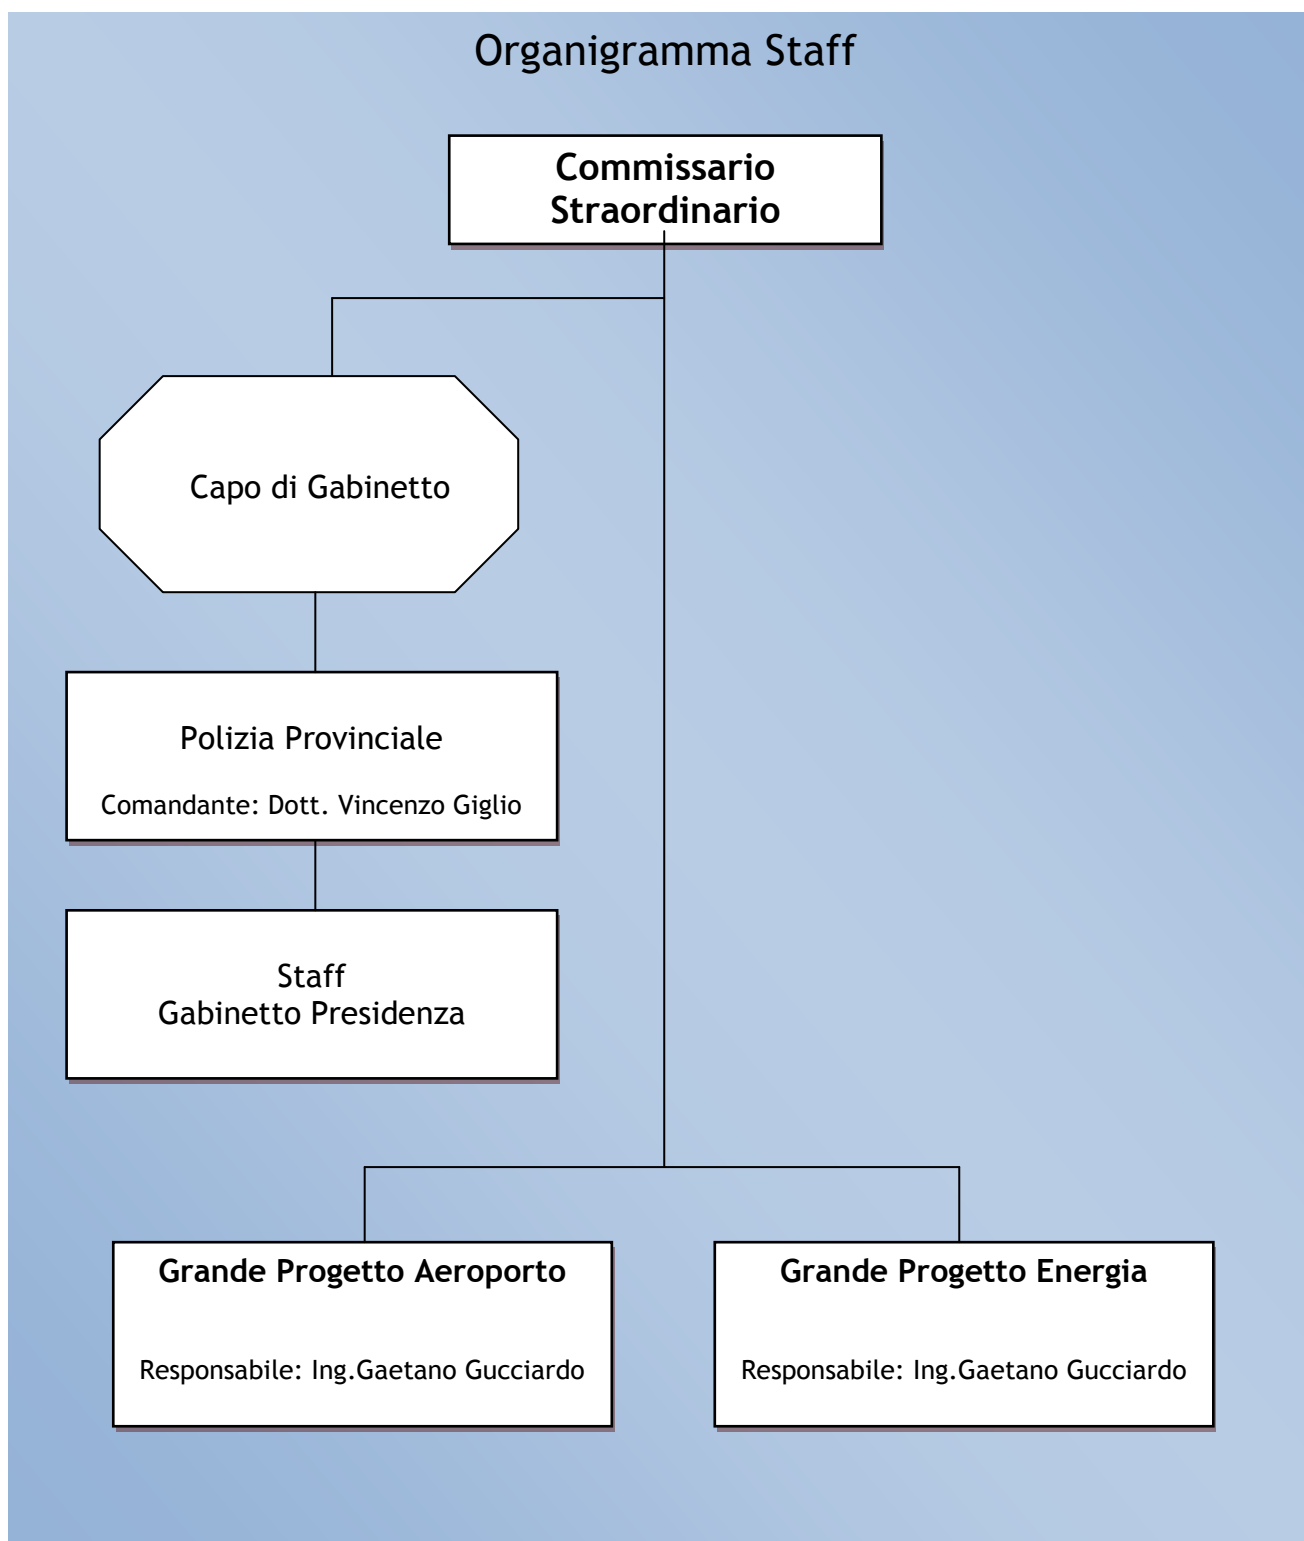 Organigramma Staff
Commissario
Straordinario
Capo di Gabinetto
Polizia Provinciale
Comandante: Dott. Vincenzo Giglio
Staff
Gabinetto Presidenza
Grande Progetto Aeroporto
Responsabile: Ing.Gaetano Gucciardo
Grande Progetto Energia
Responsabile: Ing.Gaetano Gucciardo